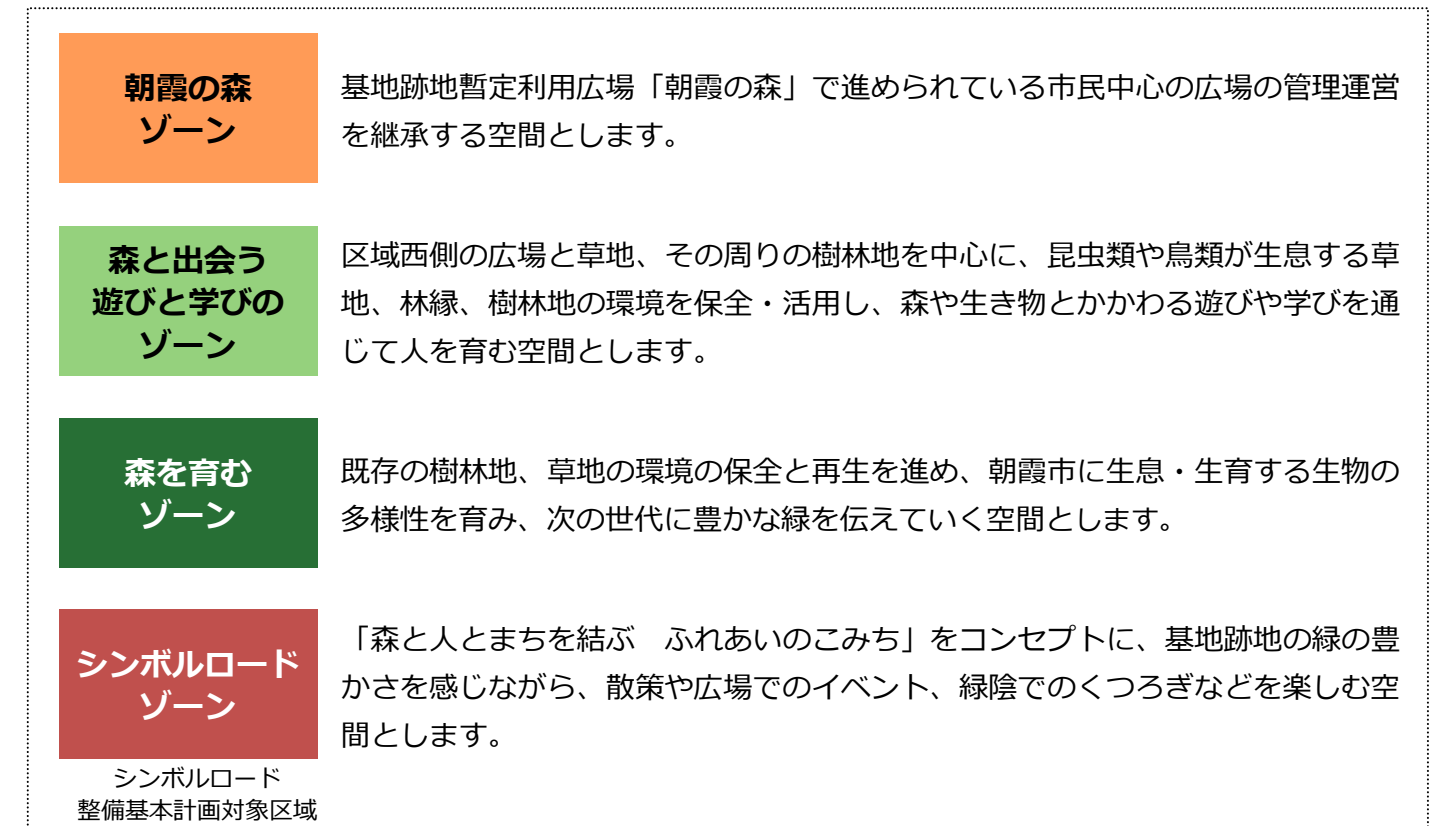 朝霞の森
ゾーン
基地跡地暫定利用広場「朝霞の森」で進められている市民中心の広場の管理運営
を継承する空間とします。
森と出会う
遊びと学びの
ゾーン
区域西側の広場と草地、その周りの樹林地を中心に、昆虫類や鳥類が生息する草
地、林縁、樹林地の環境を保全・活用し、森や生き物とかかわる遊びや学びを通
じて人を育む空間とします。
森を育む
ゾーン
既存の樹林地、草地の環境の保全と再生を進め、朝霞市に生息・生育する生物の
多様性を育み、次の世代に豊かな緑を伝えていく空間とします。
シンボルロード
ゾーン
「森と人とまちを結ぶ　ふれあいのこみち」をコンセプトに、基地跡地の緑の豊
かさを感じながら、散策や広場でのイベント、緑陰でのくつろぎなどを楽しむ空
間とします。
シンボルロード
整備基本計画対象区域